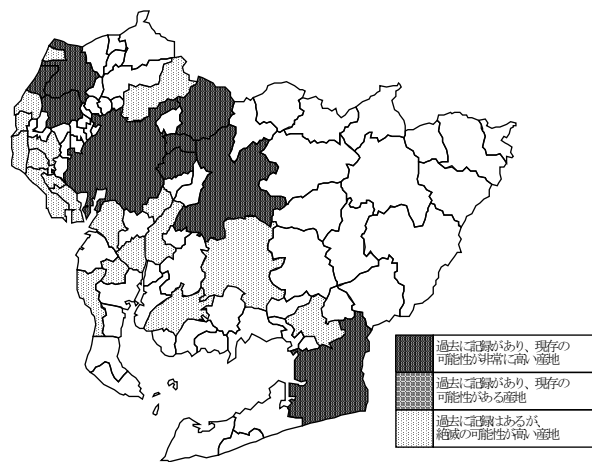 過去に記録があり、現存の
可能性が非常に高い産地
過去に記録があり、現存の
可能性がある産地
過去に記録はあるが、
絶滅の可能性が高い産地